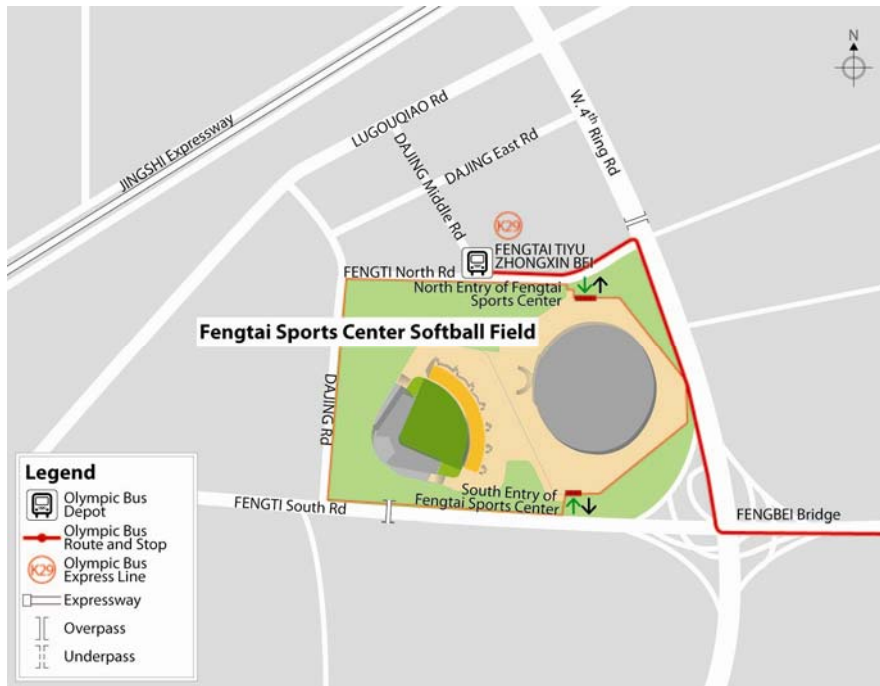 N
JINGSHI Expressway
LUGOUQIAO Rd
W. 4th Ring Rd
DAJING Middle Rd
DAJING East Rd
K29
FENGTAI TIYU
ZHONGXIN BEI
FENGTI North Rd
North Entry of Fengtai
Sports Center
Fengtai Sports Center Softball Field
DAJING Rd
South Entry of
Fengtai Sports Center
FENGTI South Rd
FENGBEI Bridge
Legend
Olympic Bus
Depot
Olympic Bus
Route and Stop
K29
Olympic Bus
Express Line
Expressway
Overpass
Underpass